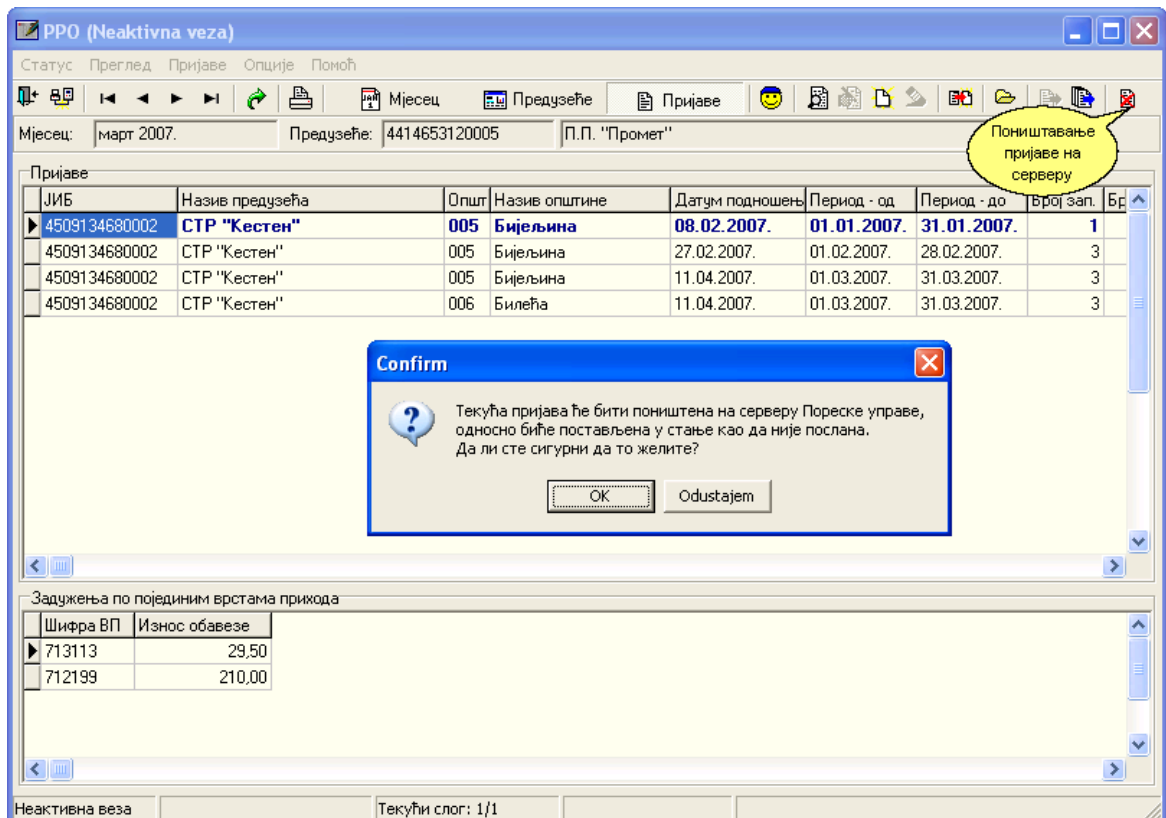 PPO (Neaktivna veza)
Статус Преглед Пријаве Опције Помоћ
Мјесец Предузеће Пријаве
Мјесец: март 2007. Предузеће: 4414653120005 П.П. "Промет"
Поништавање
пријаве на
серверу
Пријаве
ЈИБ Назив предузећа Општ Назив општине Датум подношењ Период - од Период - до Број зап. Бр
4509134680002 СТР "Кестен" 005 Бијељина 08.02.2007. 01.01.2007. 31.01.2007. 1
4509134680002 СТР "Кестен" 005 Бијељина 27.02.2007. 01.02.2007. 28.02.2007. 3
4509134680002 СТР "Кестен" 005 Бијељина 11.04.2007. 01.03.2007. 31.03.2007. 3
4509134680002 СТР "Кестен" 006 Билећа 11.04.2007. 01.03.2007. 31.03.2007. 3
Confirm
Текућа пријава ће бити поништена на серверу Пореске управе,
односно биће постављена у стање као да није послана.
Да ли сте сигурни да то желите?
OK Odustajem
Задужења по појединим врстама прихода
Шифра ВП Износ обавезе
713113 29,50
712199 210,00
Неактивна веза Текући слог: 1/1